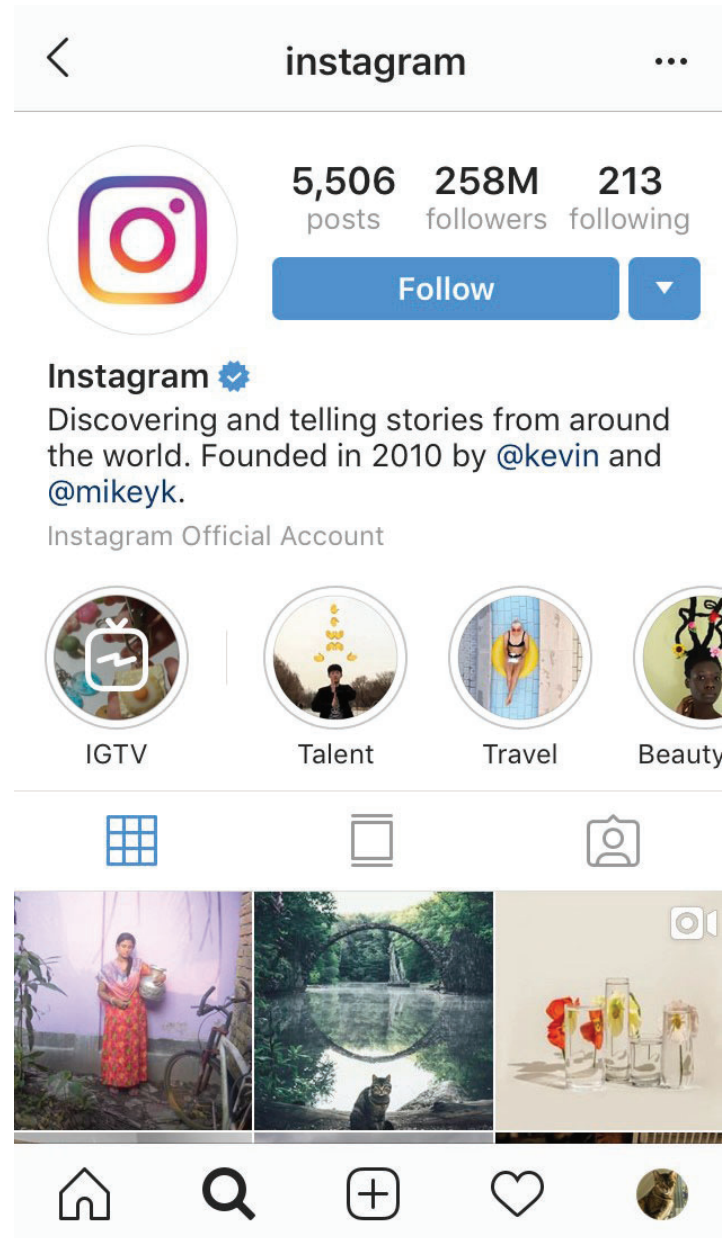 instagram
5,506 258M 213
posts followers following
Follow
Instagram
Discovering and telling stories from around
the world. Founded in 2010 by @kevin and
@mikeyk.
Instagram Official Account
IGTV Talent Travel Beauty